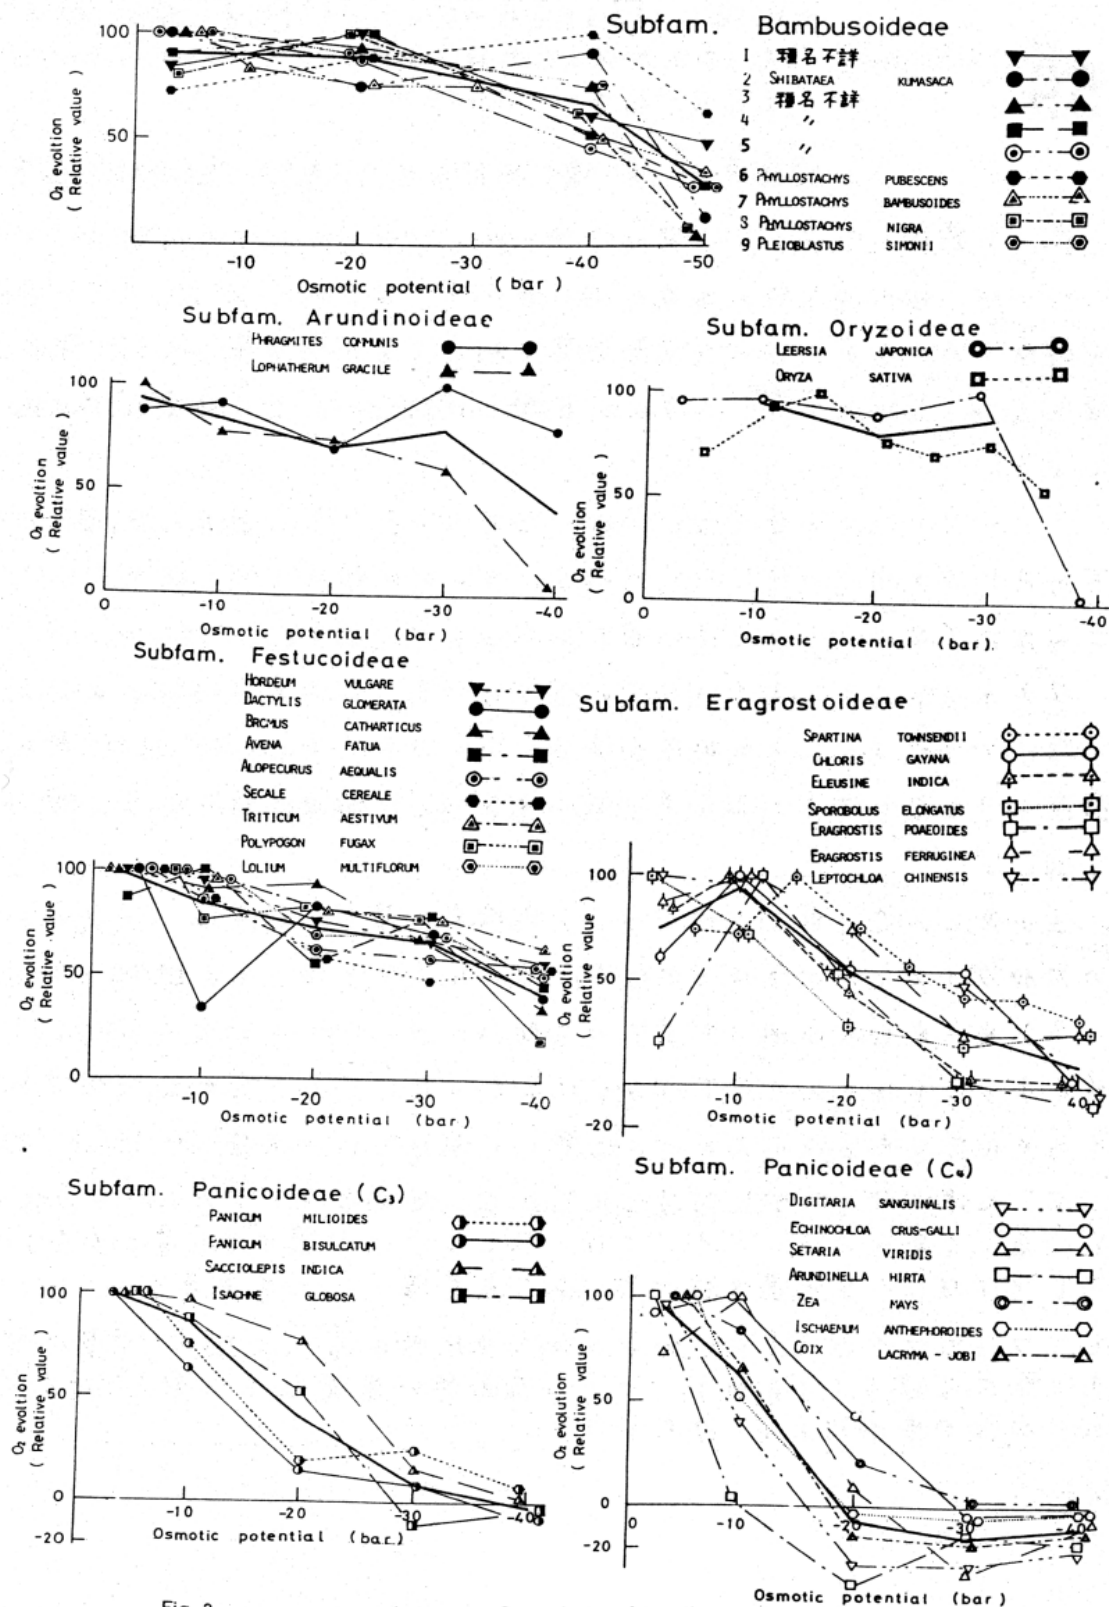 Subfam. Bambusoideae
1 種名不詳
2 SHIBATAEA KUMASACA
3 種名不詳
4 〃
5 〃
6 PHYLLOSTACHYS PUBESCENS
7 PHYLLOSTACHYS BAMBUSOIDES
8 PHYLLOSTACHYS NIGRA
9 PLEIOBLASTUS SIMONII
O₂ evoltion
( Relative value )
100
50
-10 -20 -30 -40 -50
Osmotic potential ( bar )
Subfam. Arundinoideae
PHRAGMITES COMMUNIS
LOPHATHERUM GRACILE
O₂ evoltion
( Relative value )
100
50
0
0 -10 -20 -30 -40
Osmotic potential (bar)
Subfam. Oryzoideae
LEERSIA JAPONICA
ORYZA SATIVA
O₂ evoltion
( Relative value )
100
50
0
0 -10 -20 -30 -40
Osmotic potential (bar).
Subfam. Festucoideae
HORDEUM VULGARE
DACTYLIS GLOMERATA
BROMUS CATHARTICUS
AVENA FATUA
ALOPECURUS AEQUALIS
SECALE CEREALE
TRITICUM AESTIVUM
POLYPOGON FUGAX
LOLIUM MULTIFLORUM
O₂ evoltion
( Relative value )
100
50
0
0 -10 -20 -30 -40
Osmotic potential (bar)
Subfam. Eragrostoideae
SPARTINA TOWNSENDII
CHLORIS GAYANA
ELEUSINE INDICA
SPOROBOLUS ELONGATUS
ERAGROSTIS POAEOIDES
ERAGROSTIS FERRUGINEA
LEPTOCHLOA CHINENSIS
O₂ evoltion
( Relative value )
100
50
-20
-10 -20 -30 -40
Osmotic potential (bar)
Subfam. Panicoideae (C₃)
PANICUM MILIOIDES
PANICUM BISULCATUM
SACCIOLEPIS INDICA
ISACHNE GLOBOSA
O₂ evoltion
( Relative value )
100
50
0
-20
-10 -20 -30 -40
Osmotic potential (bar.)
Subfam. Panicoideae (C₄)
DIGITARIA SANGUINALIS
ECHINOCHLOA CRUS-GALLI
SETARIA VIRIDIS
ARUNDINELLA HIRTA
ZEA MAYS
ISCHAEMUM ANTHEPHOROIDES
COIX LACRYMA-JOBI
O₂ evolution
( Relative value )
100
50
0
-20
0 -10 -20 -30 -40
Osmotic potential (bar)